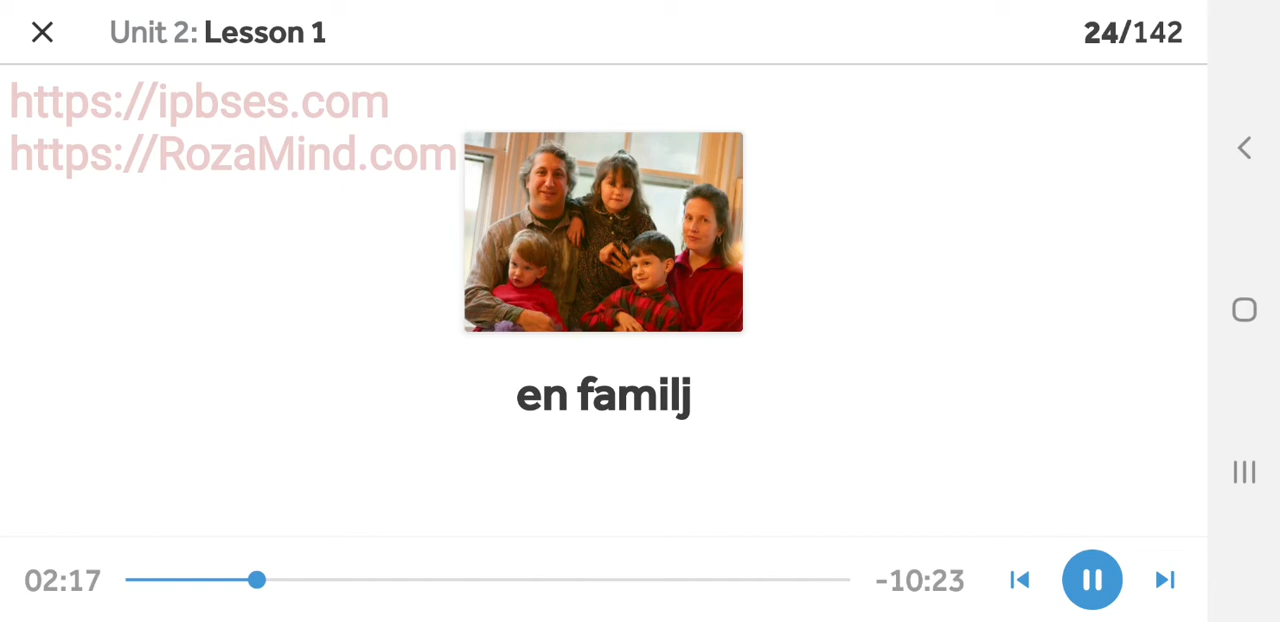 Unit 2: Lesson 1
24/142
https://ipbses.com
https://RozaMind.com
en familj
02:17
-10:23